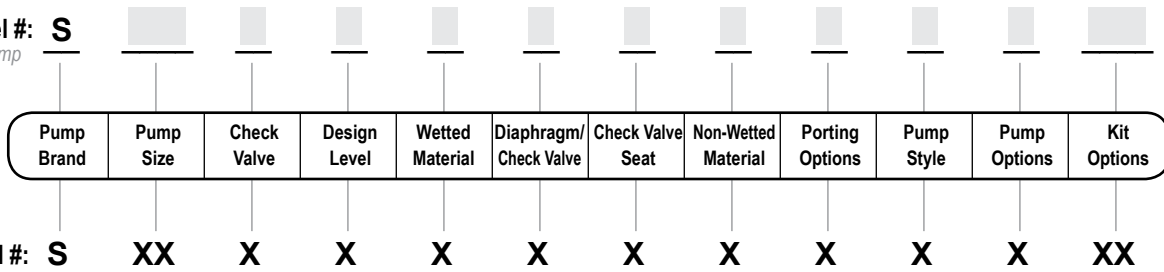 el #: S
mp
Pump Brand Pump Size Check Valve Design Level Wetted Material Diaphragm/ Check Valve Check Valve Seat Non-Wetted Material Porting Options Pump Style Pump Options Kit Options
l #: S XX X X X X X X X X X XX